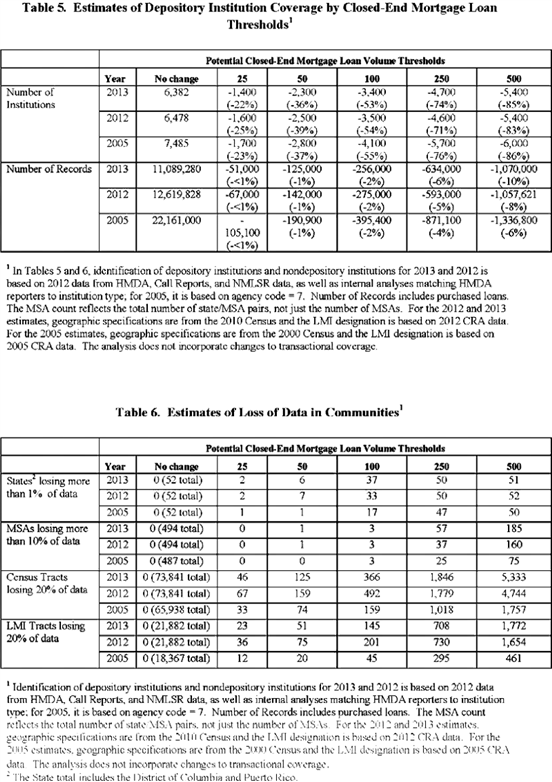 Table 5. Estimates of Depository Institution Coverage by Closed-End Mortgage Loan
Thresholds1
Potential Closed-End Mortgage Loan Volume Thresholds
Year No change 25 50 100 250 500
Number of 2013 6,382 -1,400 -2,300 -3,400 -4,700 -5,400
Institutions (-22%) (-36%) (-53%) (-74%) (-85%)
2012 6,478 -1,600 -2,500 -3,500 -4,600 -5,400
(-25%) (-39%) (-54%) (-71%) (-83%)
2005 7,485 -1,700 -2,800 -4,100 -5,700 -6,000
(-23%) (-37%) (-55%) (-76%) (-86%)
Number of Records 2013 11,089,280 -51,000 -125,000 -256,000 -634,000 -1,070,000
(-<1%) (-1%) (-2%) (-6%) (-10%)
2012 12,619,828 -67,000 -142,000 -275,000 -593,000 -1,057,621
(-<1%) (-1%) (-2%) (-5%) (-8%)
2005 22,161,000 - -190,900 -395,400 -871,100 -1,336,800
105,100 (-1%) (-2%) (-4%) (-6%)
(-<1%)
1 In Tables 5 and 6, identification of depository institutions and nondepository institutions for 2013 and 2012 is
based on 2012 data from HMDA, Call Reports, and NMLSR data, as well as internal analyses matching HMDA
reporters to institution type; for 2005, it is based on agency code = 7. Number of Records includes purchased loans.
The MSA count reflects the total number of state/MSA pairs, not just the number of MSAs. For the 2012 and 2013
estimates, geographic specifications are from the 2010 Census and the LMI designation is based on 2012 CRA data.
For the 2005 estimates, geographic specifications are from the 2000 Census and the LMI designation is based on
2005 CRA data. The analysis does not incorporate changes to transactional coverage.
Table 6. Estimates of Loss of Data in Communities1
Potential Closed-End Mortgage Loan Volume Thresholds
Year No change 25 50 100 250 500
States2 losing more 2013 0 (52 total) 2 6 37 50 51
than 1% of data 2012 0 (52 total) 2 7 33 50 52
2005 0 (52 total) 1 1 17 47 50
MSAs losing more 2013 0 (494 total) 0 1 3 57 185
than 10% of data 2012 0 (494 total) 0 1 3 37 160
2005 0 (487 total) 0 0 3 25 75
Census Tracts 2013 0 (73,841 total) 46 125 366 1,846 5,333
losing 20% of data 2012 0 (73,841 total) 67 159 492 1,779 4,744
2005 0 (65,938 total) 33 74 159 1,018 1,757
LMI Tracts losing 2013 0 (21,882 total) 23 51 145 708 1,772
20% of data 2012 0 (21,882 total) 36 75 201 730 1,654
2005 0 (18,367 total) 12 20 45 295 461
1 Identification of depository institutions and nondepository institutions for 2013 and 2012 is based on 2012 data
from HMDA, Call Reports, and NMLSR data, as well as internal analyses matching HMDA reporters to institution
type; for 2005, it is based on agency code = 7. Number of Records includes purchased loans. The MSA count
reflects the total number of state MSA pairs, not just the number of MSAs. For the 2012 and 2013 estimates,
geographic specifications are from the 2010 Census and the LMI designation is based on 2012 CRA data. For the
2005 estimates, geographic specifications are from the 2000 Census and the LMI designation is based on 2005 CRA
data. The analysis does not incorporate changes to transactional coverage.
2 The State total includes the District of Columbia and Puerto Rico.